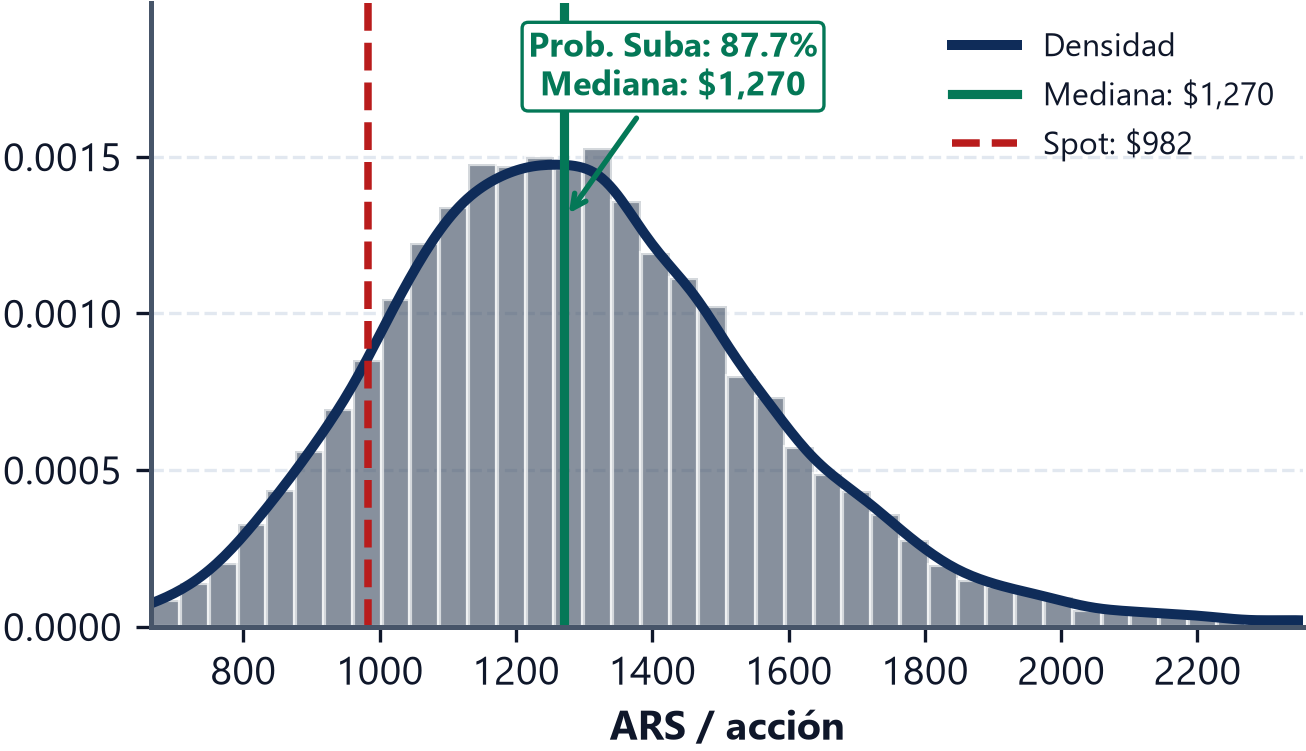 Prob. Suba: 87.7%
Mediana: $1,270
Densidad
Mediana: $1,270
Spot: $982
0.0015
0.0010
0.0005
0.0000
800 1000 1200 1400 1600 1800 2000 2200
ARS / acción